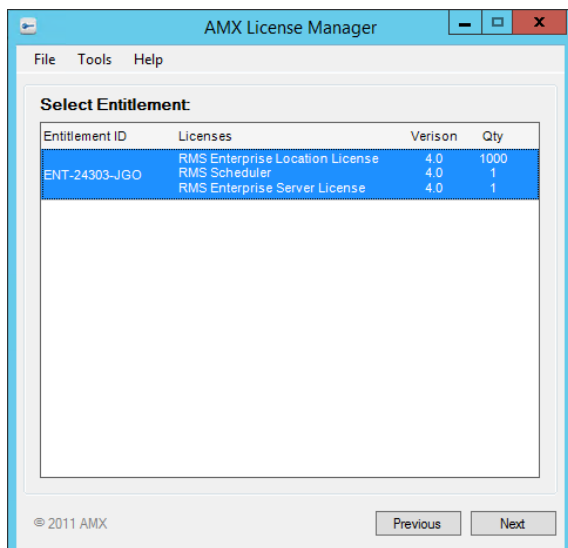 AMX License Manager
File Tools Help
Select Entitlement:
Entitlement ID Licenses Verison Qty
RMS Enterprise Location License 4.0 1000
ENT-24303-JGO RMS Scheduler 4.0 1
RMS Enterprise Server License 4.0 1
© 2011 AMX Previous Next